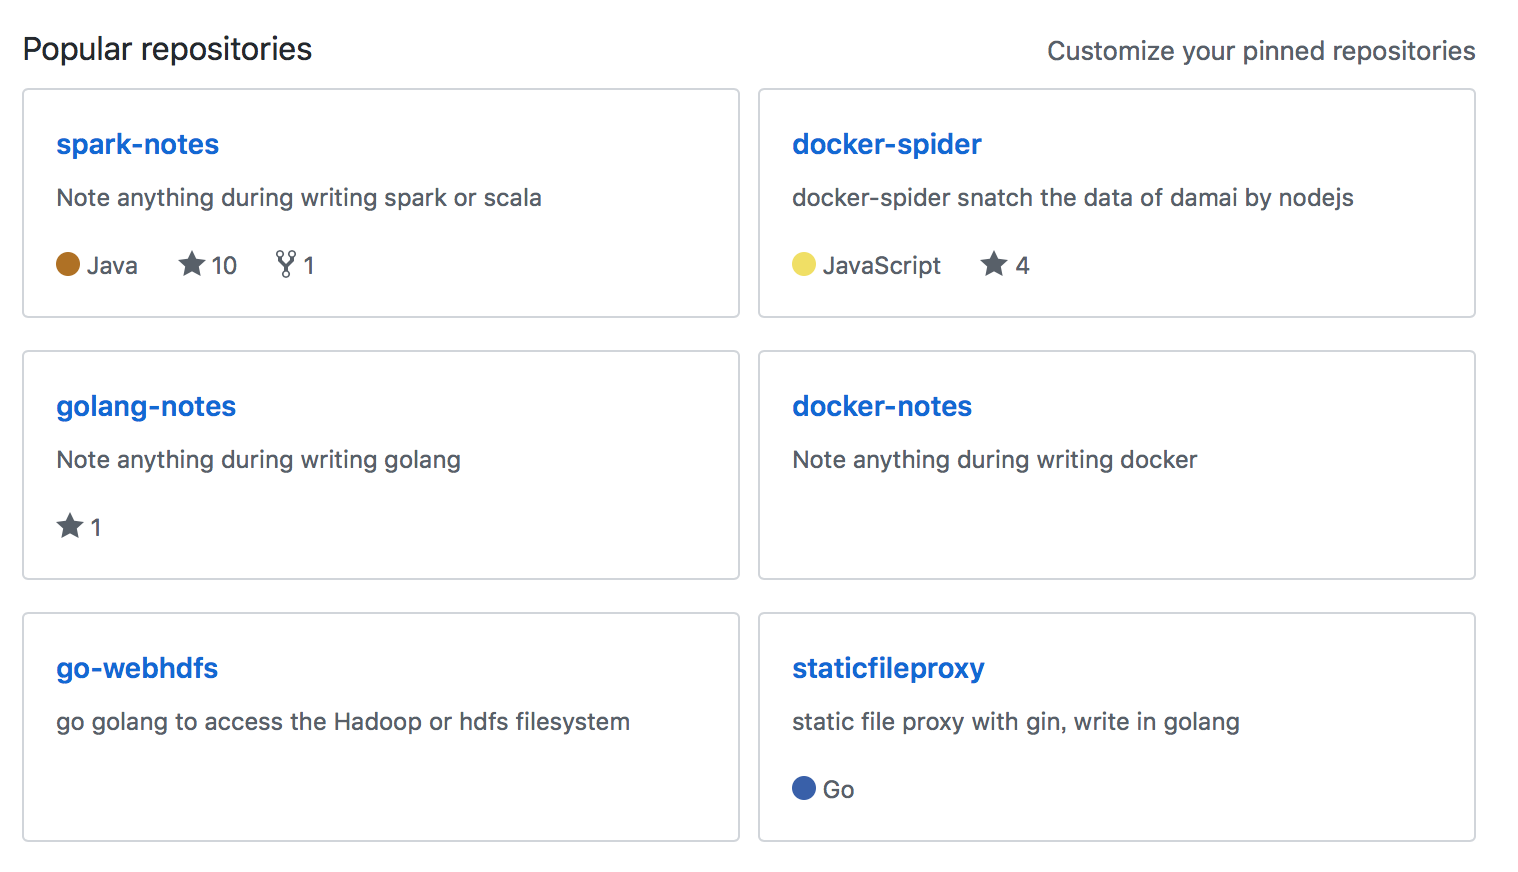 Popular repositories
Customize your pinned repositories
spark-notes
Note anything during writing spark or scala
Java 10 1
docker-spider
docker-spider snatch the data of damai by nodejs
JavaScript 4
golang-notes
Note anything during writing golang
1
docker-notes
Note anything during writing docker
go-webhdfs
go golang to access the Hadoop or hdfs filesystem
staticfileproxy
static file proxy with gin, write in golang
Go